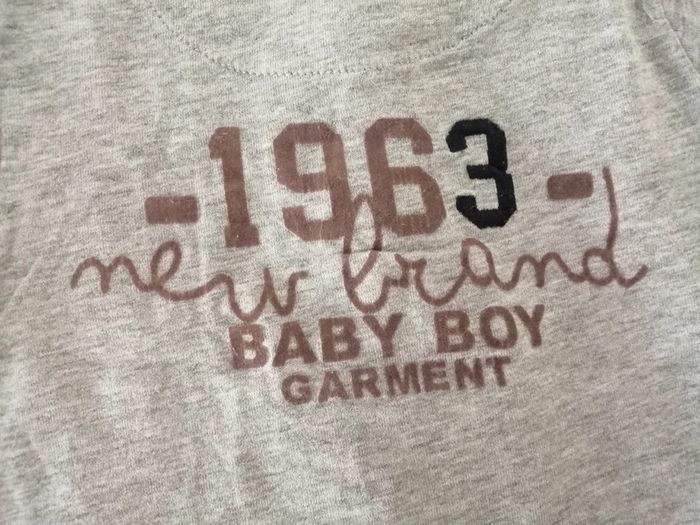 -1963-
new brand
BABY BOY
GARMENT